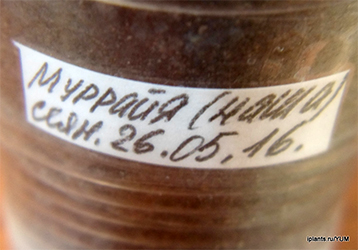 Муррайя (наша)
сеян. 26.05.16.
iplants.ru/YUM